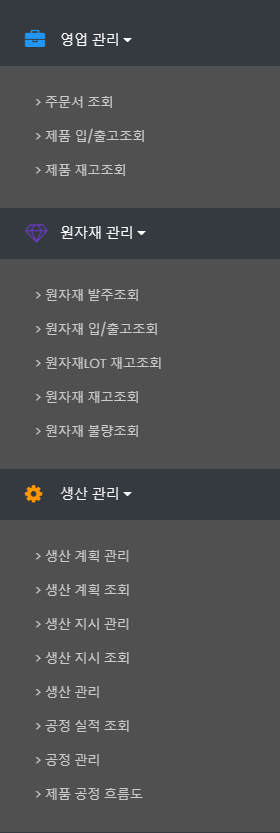 영업 관리
> 주문서 조회
> 제품 입/출고조회
> 제품 재고조회
원자재 관리
> 원자재 발주조회
> 원자재 입/출고조회
> 원자재LOT 재고조회
> 원자재 재고조회
> 원자재 불량조회
생산 관리
> 생산 계획 관리
> 생산 계획 조회
> 생산 지시 관리
> 생산 지시 조회
> 생산 관리
> 공정 실적 조회
> 공정 관리
> 제품 공정 흐름도